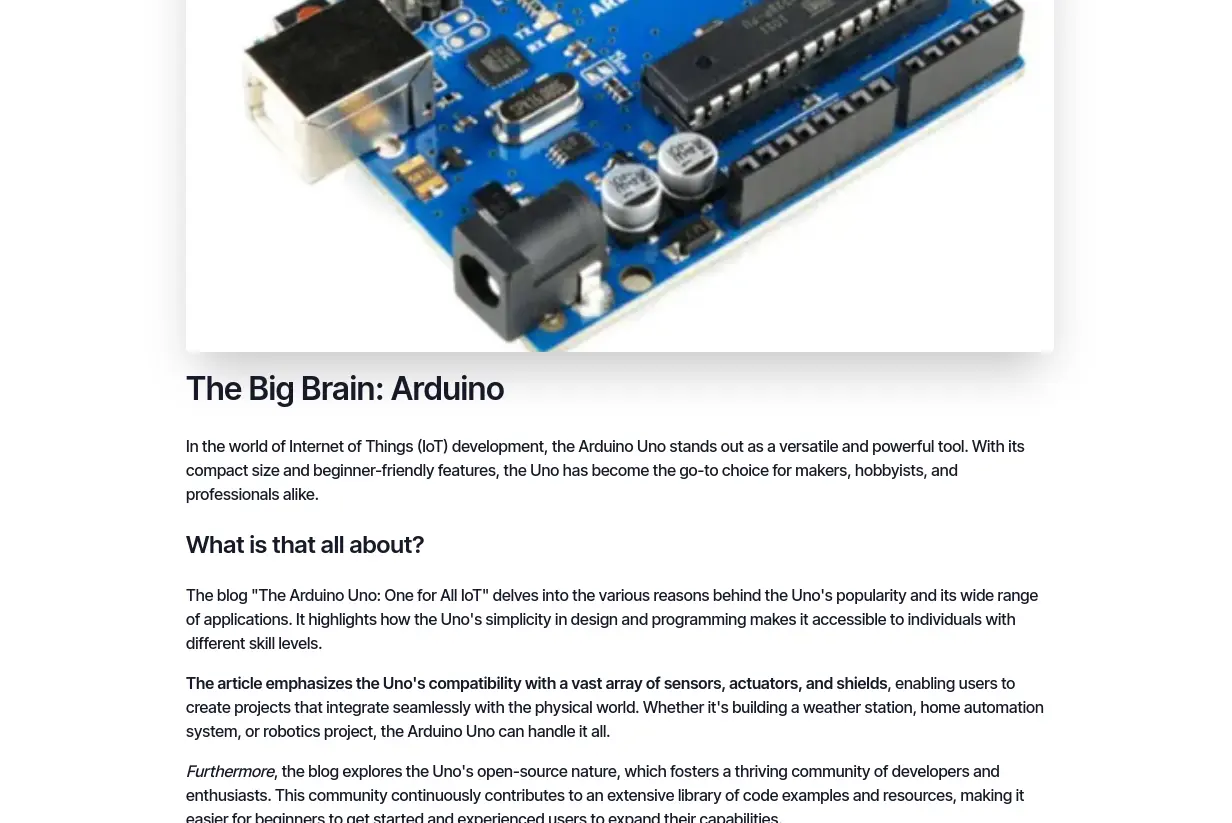 TX
RX
The Big Brain: Arduino
In the world of Internet of Things (IoT) development, the Arduino Uno stands out as a versatile and powerful tool. With its
compact size and beginner-friendly features, the Uno has become the go-to choice for makers, hobbyists, and
professionals alike.
What is that all about?
The blog "The Arduino Uno: One for All IoT" delves into the various reasons behind the Uno's popularity and its wide range
of applications. It highlights how the Uno's simplicity in design and programming makes it accessible to individuals with
different skill levels.
The article emphasizes the Uno's compatibility with a vast array of sensors, actuators, and shields, enabling users to
create projects that integrate seamlessly with the physical world. Whether it's building a weather station, home automation
system, or robotics project, the Arduino Uno can handle it all.
Furthermore, the blog explores the Uno's open-source nature, which fosters a thriving community of developers and
enthusiasts. This community continuously contributes to an extensive library of code examples and resources, making it
easier for beginners to get started and experienced users to expand their capabilities.